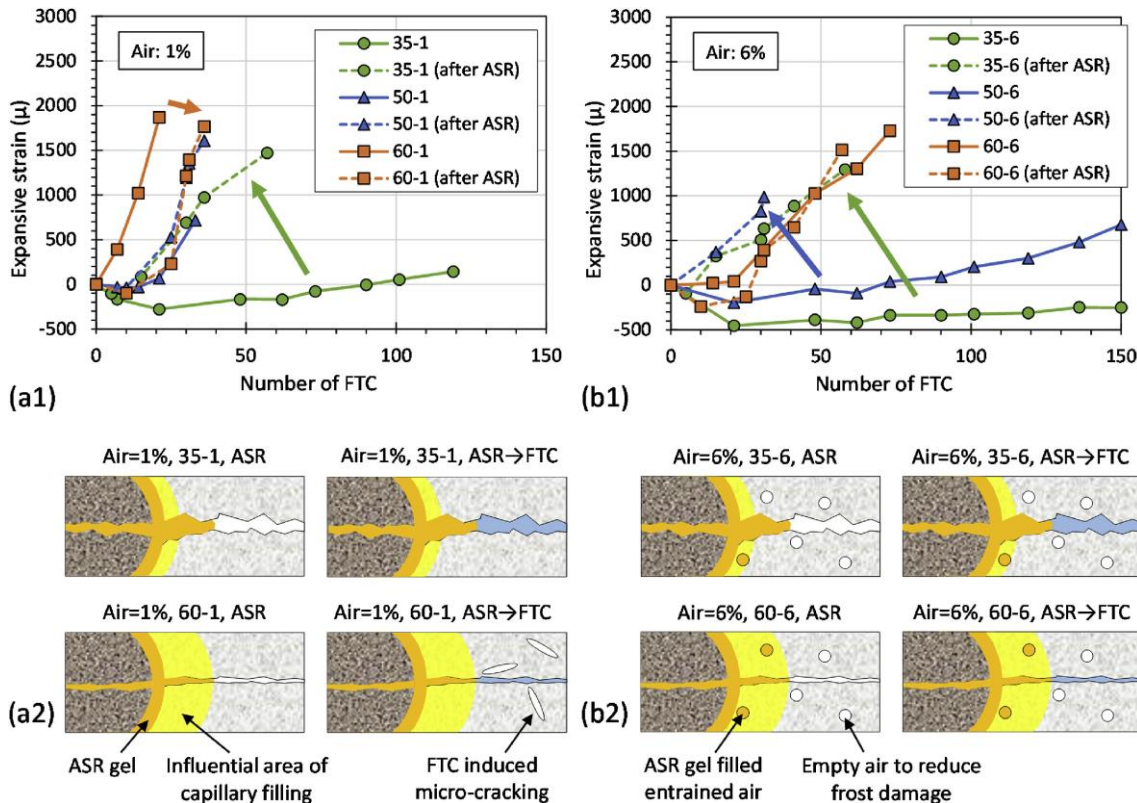 3000
2500
2000
1500
1000
500
0
-500
Expansive strain (μ)
Air: 1%
35-1
35-1 (after ASR)
50-1
50-1 (after ASR)
60-1
60-1 (after ASR)
0
50
100
150
Number of FTC
(a1)
3000
2500
2000
1500
1000
500
0
-500
Expansive strain (μ)
Air: 6%
35-6
35-6 (after ASR)
50-6
50-6 (after ASR)
60-6
60-6 (after ASR)
0
50
100
150
Number of FTC
(b1)
Air=1%, 35-1, ASR
Air=1%, 35-1, ASR→FTC
Air=1%, 60-1, ASR
Air=1%, 60-1, ASR→FTC
(a2)
ASR gel
Influential area of
capillary filling
FTC induced
micro-cracking
Air=6%, 35-6, ASR
Air=6%, 35-6, ASR→FTC
Air=6%, 60-6, ASR
Air=6%, 60-6, ASR→FTC
(b2)
ASR gel filled
entrained air
Empty air to reduce
frost damage